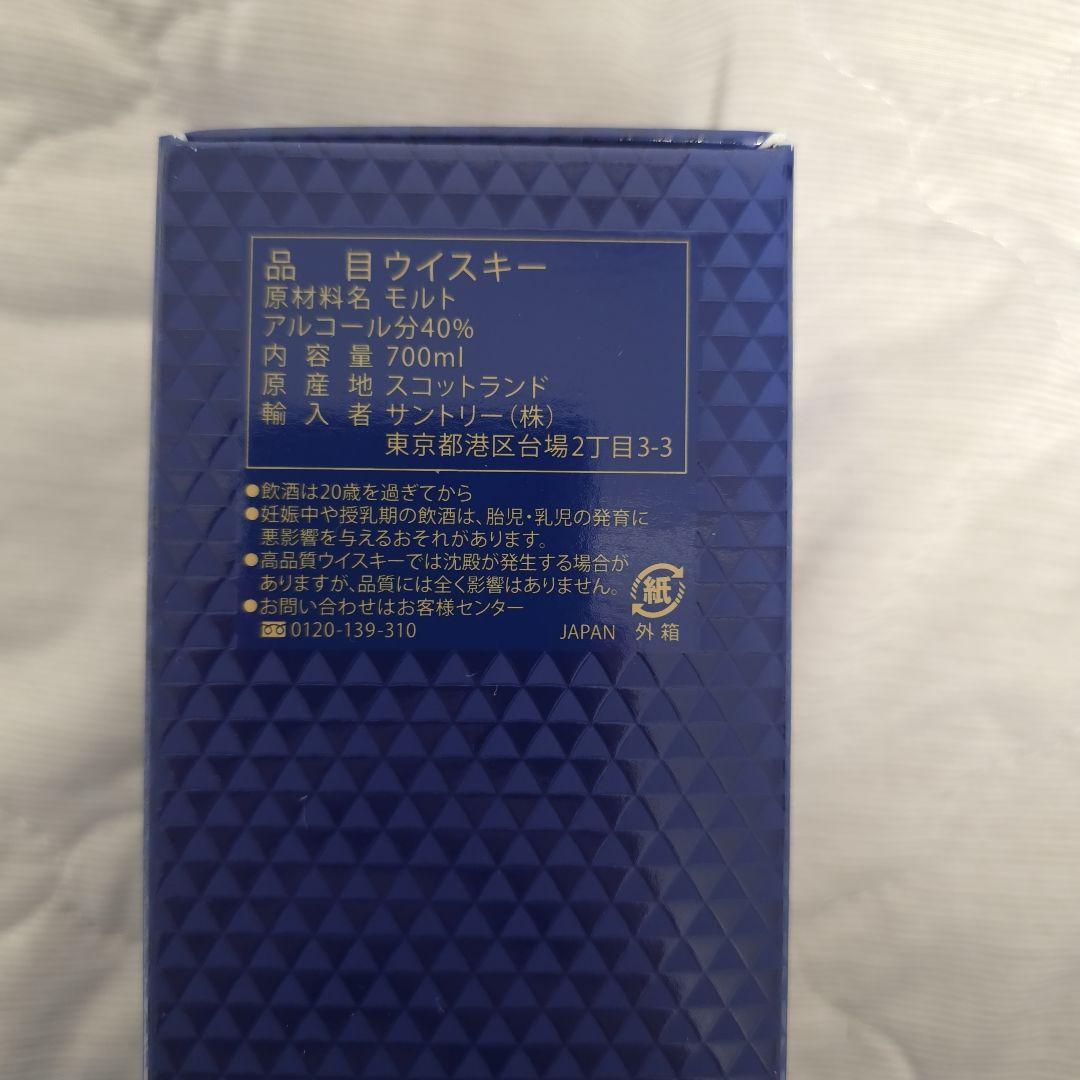 品 目 ウイスキー
原材料名 モルト
アルコール分40%
内容量 700ml
原産地 スコットランド
輸入者 サントリー(株)
東京都港区台場2丁目3-3
●飲酒は20歳を過ぎてから
●妊娠中や授乳期の飲酒は、胎児・乳児の発育に
悪影響を与えるおそれがあります。
●高品質ウイスキーでは沈殿が発生する場合が
ありますが、品質には全く影響はありません。
紙
●お問い合わせはお客様センター
0120-139-310
JAPAN 外箱